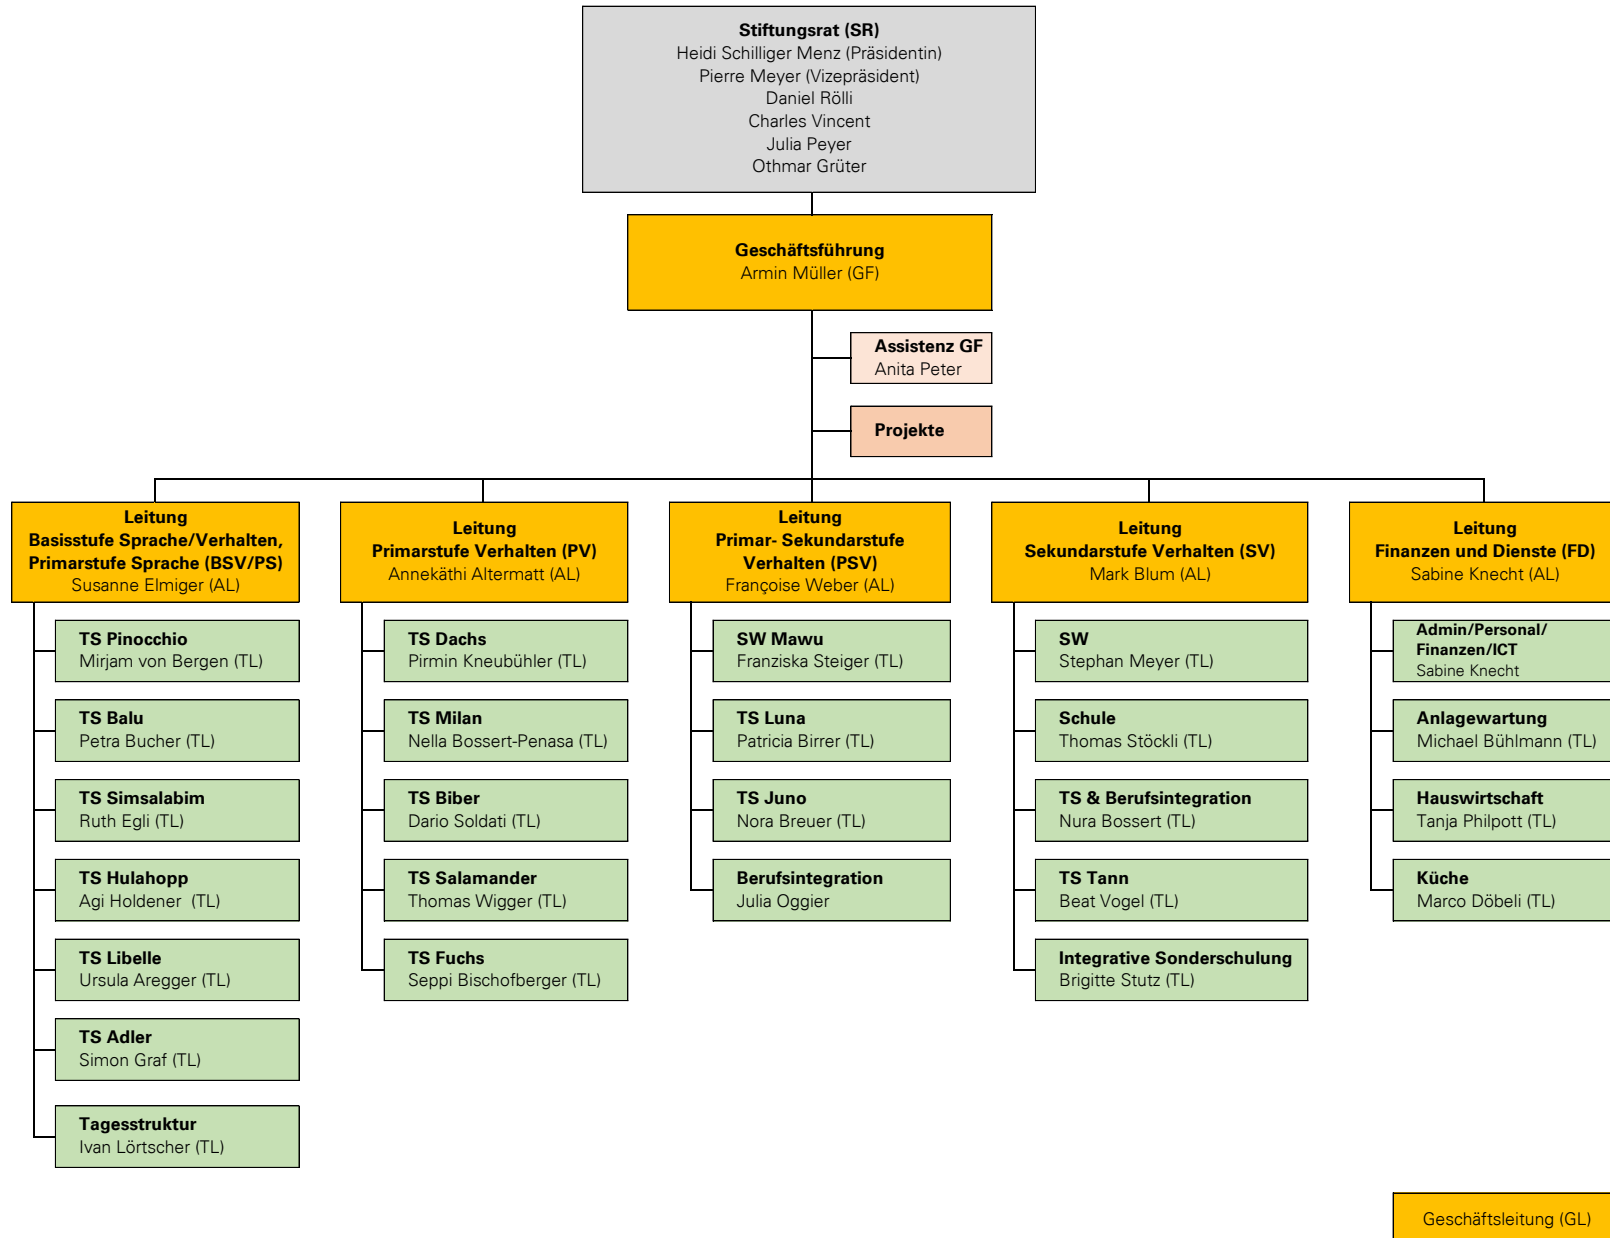 Stiftungsrat (SR)
Heidi Schilliger Menz (Präsidentin)
Pierre Meyer (Vizepräsident)
Daniel Rölli
Charles Vincent
Julia Peyer
Othmar Grüter
Geschäftsführung
Armin Müller (GF)
Assistenz GF
Anita Peter
Projekte
Leitung
Basisstufe Sprache/Verhalten,
Primarstufe Sprache (BSV/PS)
Susanne Elmiger (AL)
TS Pinocchio
Mirjam von Bergen (TL)
TS Balu
Petra Bucher (TL)
TS Simsalabim
Ruth Egli (TL)
TS Hulahopp
Agi Holdener (TL)
TS Libelle
Ursula Aregger (TL)
TS Adler
Simon Graf (TL)
Tagesstruktur
Ivan Lörtscher (TL)
Leitung
Primarstufe Verhalten (PV)
Annekäthi Altermatt (AL)
TS Dachs
Pirmin Kneubühler (TL)
TS Milan
Nella Bossert-Penasa (TL)
TS Biber
Dario Soldati (TL)
TS Salamander
Thomas Wigger (TL)
TS Fuchs
Seppi Bischofberger (TL)
Leitung
Primar- Sekundarstufe
Verhalten (PSV)
Françoise Weber (AL)
SW Mawu
Franziska Steiger (TL)
TS Luna
Patricia Birrer (TL)
TS Juno
Nora Breuer (TL)
Berufsintegration
Julia Oggier
Leitung
Sekundarstufe Verhalten (SV)
Mark Blum (AL)
SW
Stephan Meyer (TL)
Schule
Thomas Stöckli (TL)
TS & Berufsintegration
Nura Bossert (TL)
TS Tann
Beat Vogel (TL)
Integrative Sonderschulung
Brigitte Stutz (TL)
Leitung
Finanzen und Dienste (FD)
Sabine Knecht (AL)
Admin/Personal/
Finanzen/ICT
Sabine Knecht
Anlagewartung
Michael Bühlmann (TL)
Hauswirtschaft
Tanja Philpott (TL)
Küche
Marco Döbeli (TL)
Geschäftsleitung (GL)